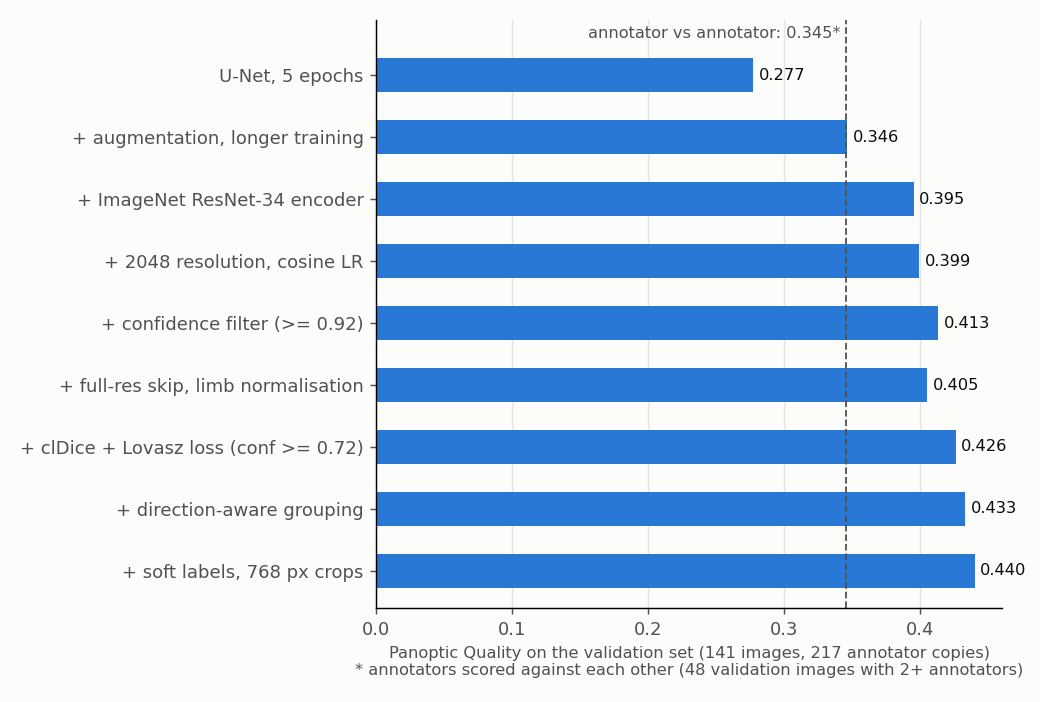 annotator vs annotator: 0.345*
U-Net, 5 epochs 0.277
+ augmentation, longer training 0.346
+ ImageNet ResNet-34 encoder 0.395
+ 2048 resolution, cosine LR 0.399
+ confidence filter (>= 0.92) 0.413
+ full-res skip, limb normalisation 0.405
+ clDice + Lovasz loss (conf >= 0.72) 0.426
+ direction-aware grouping 0.433
+ soft labels, 768 px crops 0.440
0.0 0.1 0.2 0.3 0.4
Panoptic Quality on the validation set (141 images, 217 annotator copies)
* annotators scored against each other (48 validation images with 2+ annotators)